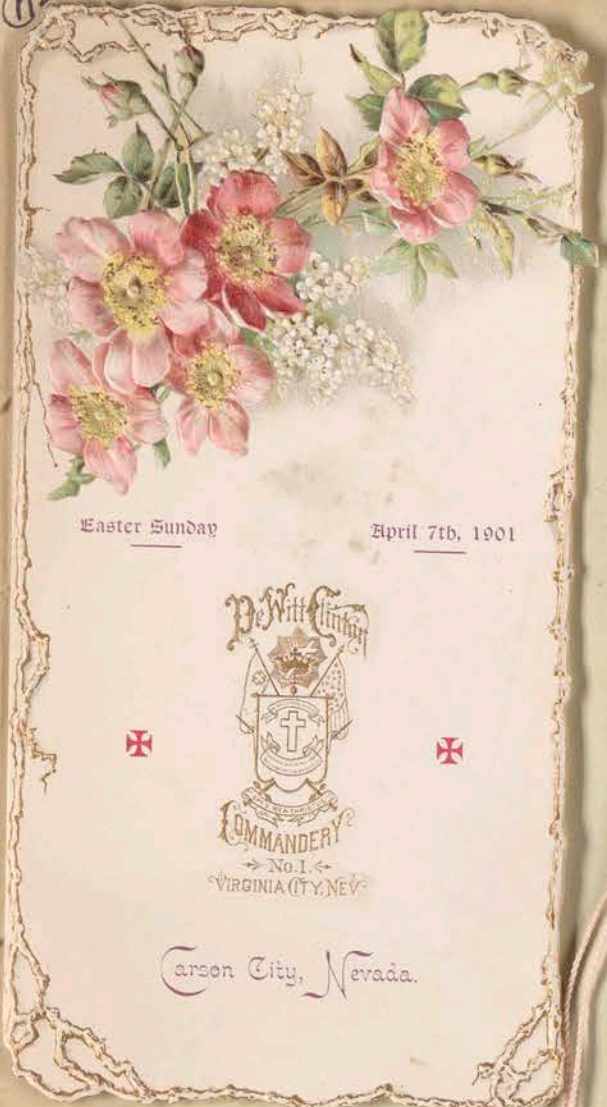 Easter Sunday
April 7th, 1901
DeWitt Clinton
COMMANDERY
No. 1.
VIRGINIA CITY, NEV.
Carson City, Nevada.